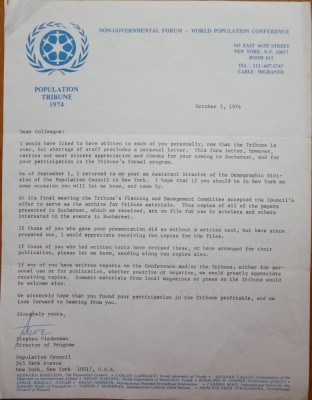 NON-GOVERNMENTAL FORUM - WORLD POPULATION CONFERENCE
345 EAST 46TH STREET
NEW YORK, N.Y. 10017
ROOM 815
TEL: 212-697-2747
CABLE: MIGRANDI
POPULATION
TRIBUNE
1974
October 3, 1974
Dear Colleague:
I would have liked to have written to each of you personally, now that the Tribune is
over, but shortage of staff precludes a personal letter. This form letter, however,
carries our most sincere appreciation and thanks for your coming to Bucharest, and for
your participation in the Tribune's formal program.
As of September 1, I returned to my post as Assistant Director of the Demographic Divi-
sion of the Population Council in New York. I hope that if you should be in New York on
some occasion you will let me know, and come by.
At its final meeting the Tribune's Planning and Management Committee accepted the Council's
offer to serve as the archive for Tribune materials. Thus copies of all of the papers
presented in Bucharest, which we received, are on file for use by scholars and others
interested in the events in Bucharest.
If those of you who gave your presentation did so without a written text, but have since
prepared one, I would appreciate receiving two copies for the files.
If those of you who had written texts have revised those, or have arranged for their
publication, please let me know, sending along two copies also.
If any of you have written reports on the Conference and/or the Tribune, either for per-
sonal use or for publication, whether positive or negative, we would greatly appreciate
receiving copies. Summary materials from local magazines or press on the Tribune would
be welcome also.
We sincerely hope that you found your participation in the Tribune profitable, and we
look forward to hearing from you.
Sincerely yours,
Steve
Stephen Viederman
Director of Program
Population Council
245 Park Avenue
New York, New York 10017, U.S.A.